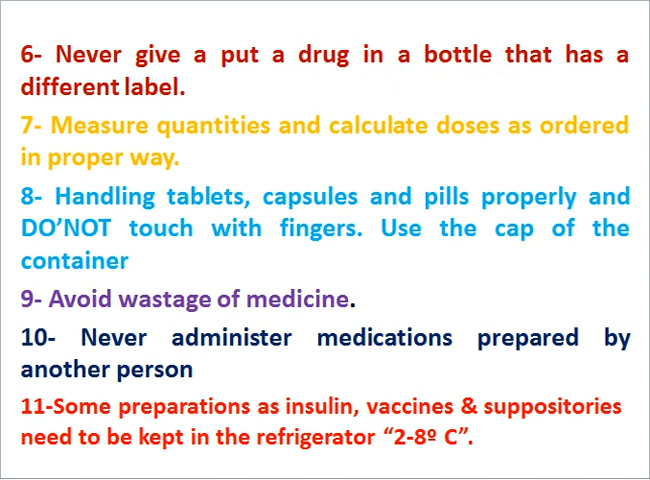 6- Never give a put a drug in a bottle that has a
different label.
7- Measure quantities and calculate doses as ordered
in proper way.
8- Handling tablets, capsules and pills properly and
DO’NOT touch with fingers. Use the cap of the
container
9- Avoid wastage of medicine.
10- Never administer medications prepared by
another person
11-Some preparations as insulin, vaccines & suppositories
need to be kept in the refrigerator “2-8º C”.